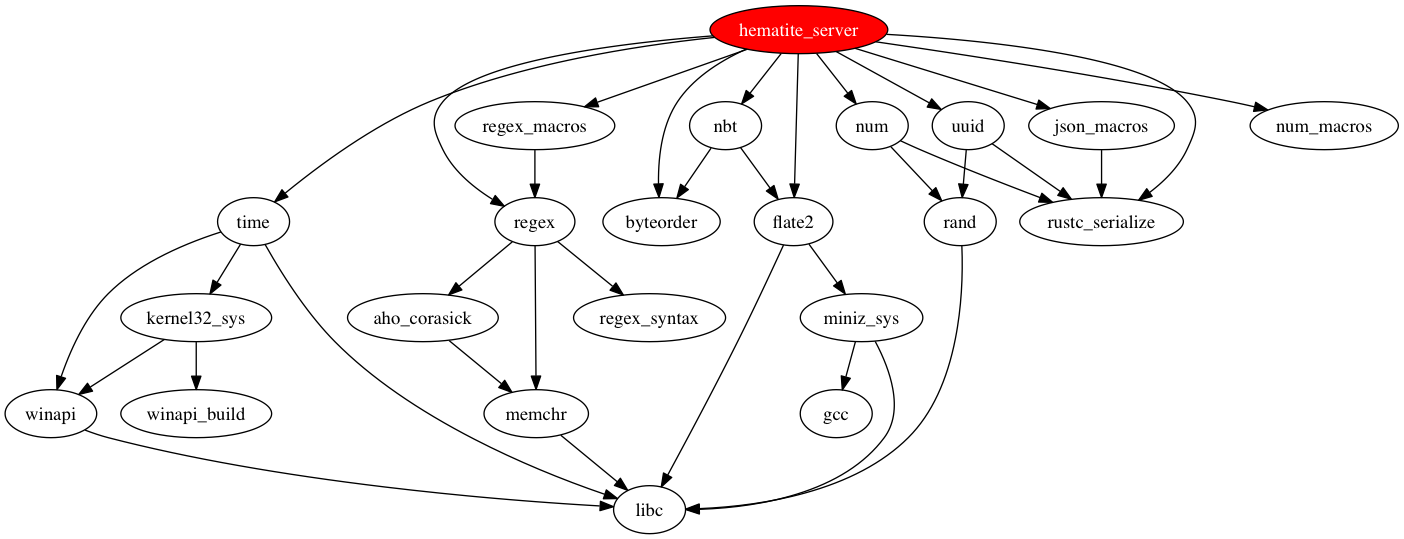 hematite_server
regex_macros
nbt
num
uuid
json_macros
num_macros
time
regex
byteorder
flate2
rand
rustc_serialize
kernel32_sys
aho_corasick
regex_syntax
miniz_sys
winapi
winapi_build
memchr
gcc
libc